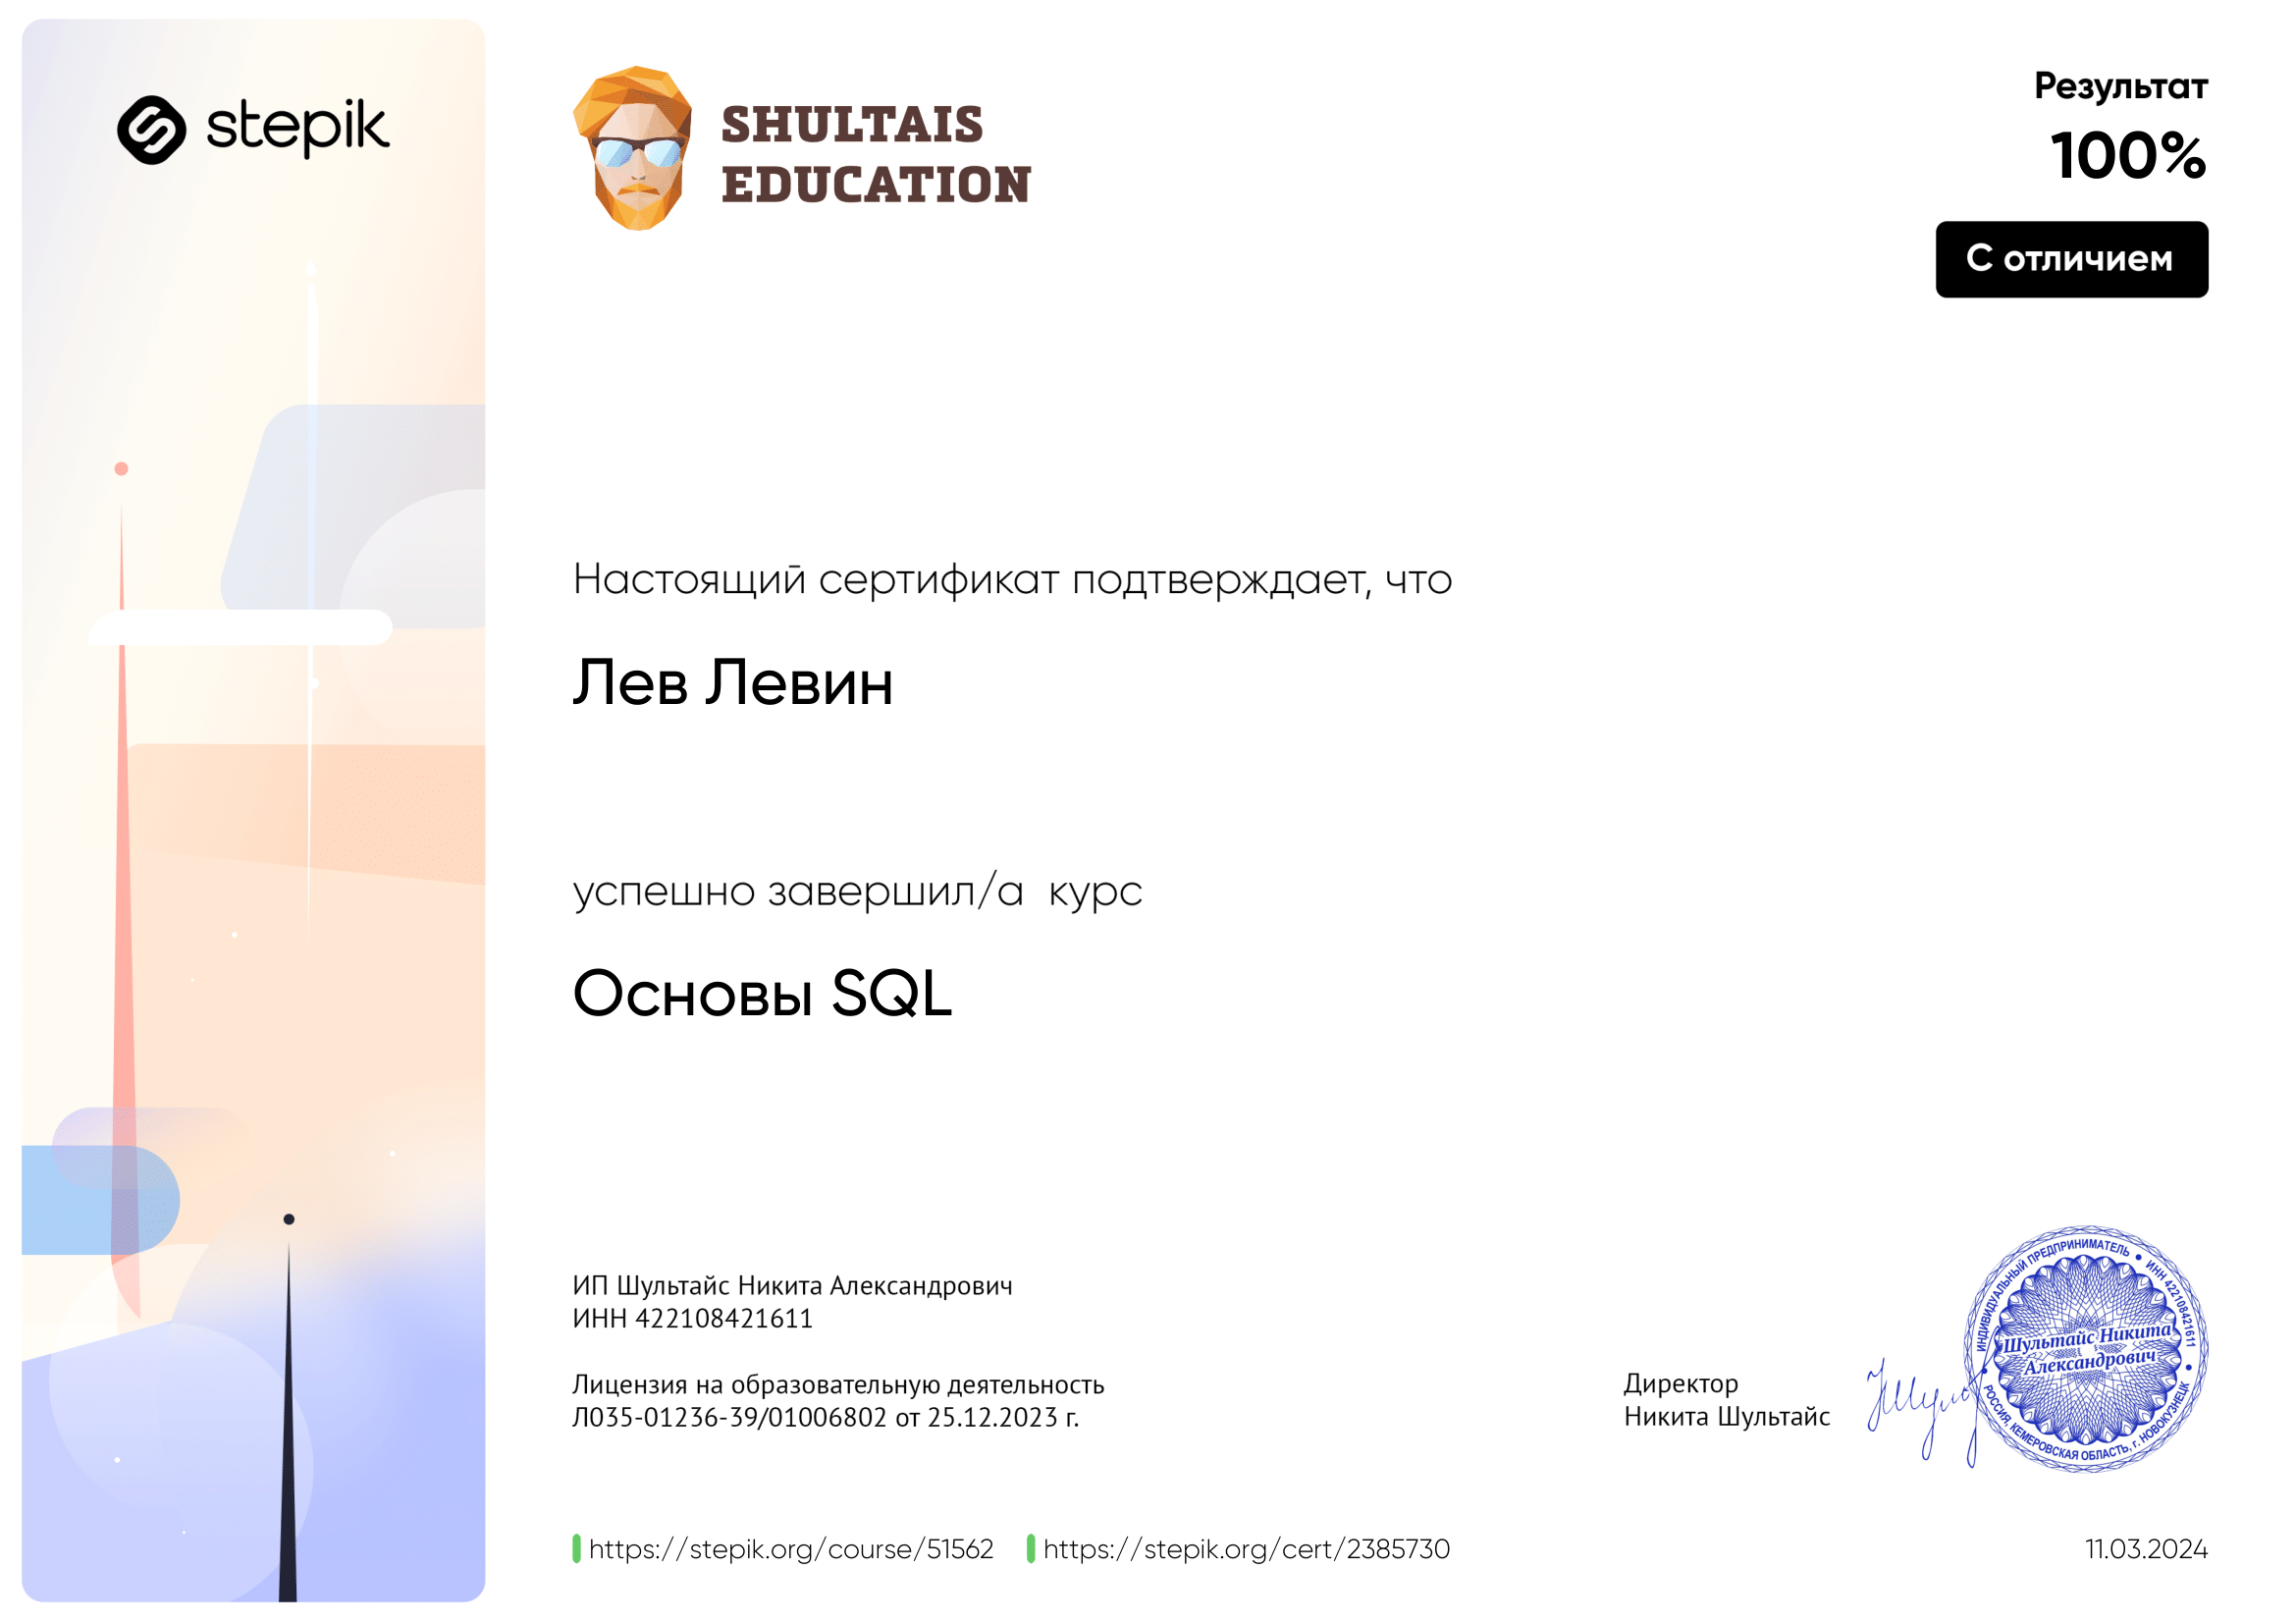 stepik
SHULTAIS
EDUCATION
Результат
100%
С отличием
Настоящий сертификат подтверждает, что
Лев Левин
успешно завершил/а курс
Основы SQL
ИП Шультайс Никита Александрович
ИНН 422108421611
Лицензия на образовательную деятельность
Л035-01236-39/01006802 от 25.12.2023 г.
Директор
Никита Шультайс
ИНДИВИДУАЛЬНЫЙ ПРЕДПРИНИМАТЕЛЬ • ИНН 422108421611 •
Шультайс Никита
Александрович
РОССИЯ, КЕМЕРОВСКАЯ ОБЛАСТЬ, г. НОВОКУЗНЕЦК •
https://stepik.org/course/51562
https://stepik.org/cert/2385730
11.03.2024